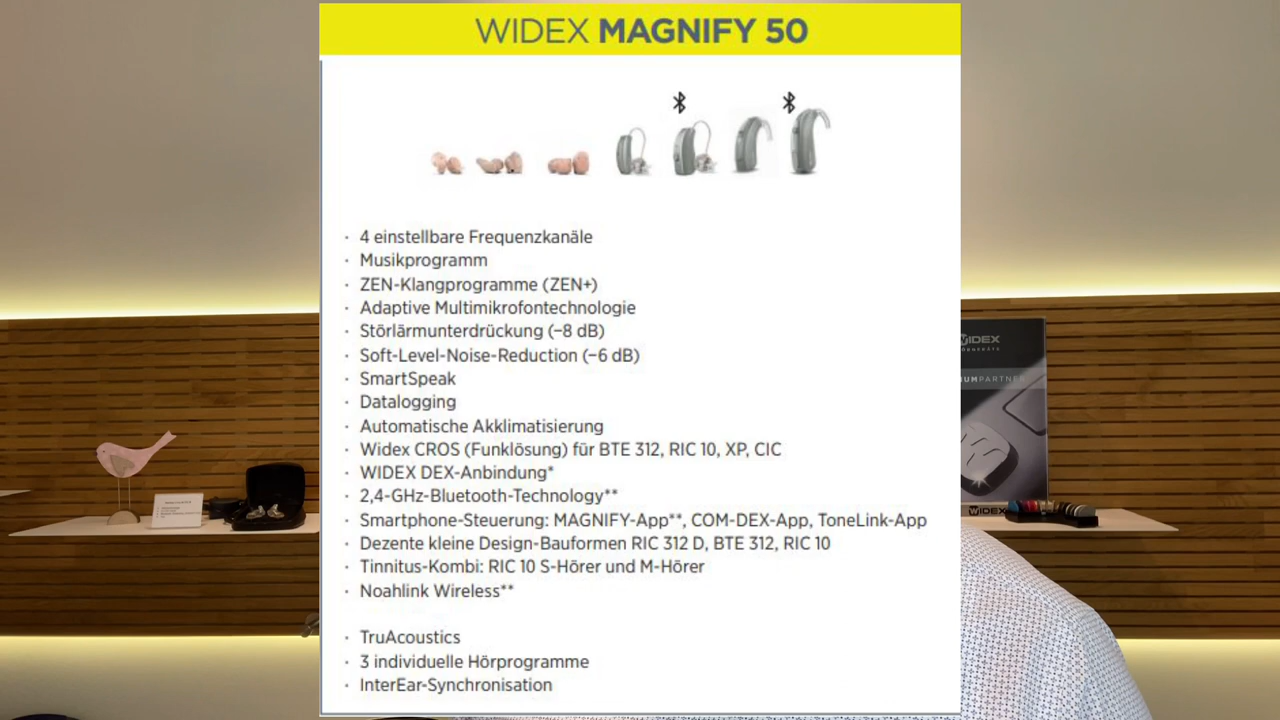 WIDEX MAGNIFY 50
· 4 einstellbare Frequenzkanäle
· Musikprogramm
· ZEN-Klangprogramme (ZEN+)
· Adaptive Multimikrofontechnologie
· Störlärmunterdrückung (–8 dB)
· Soft-Level-Noise-Reduction (–6 dB)
· SmartSpeak
· Datalogging
· Automatische Akklimatisierung
· Widex CROS (Funklösung) für BTE 312, RIC 10, XP, CIC
· WIDEX DEX-Anbindung*
· 2,4-GHz-Bluetooth-Technology**
· Smartphone-Steuerung: MAGNIFY-App**, COM-DEX-App, ToneLink-App
· Dezente kleine Design-Bauformen RIC 312 D, BTE 312, RIC 10
· Tinnitus-Kombi: RIC 10 S-Hörer und M-Hörer
· Noahlink Wireless**
· TruAcoustics
· 3 individuelle Hörprogramme
· InterEar-Synchronisation
WIDEX
PARTNER
WIDEX